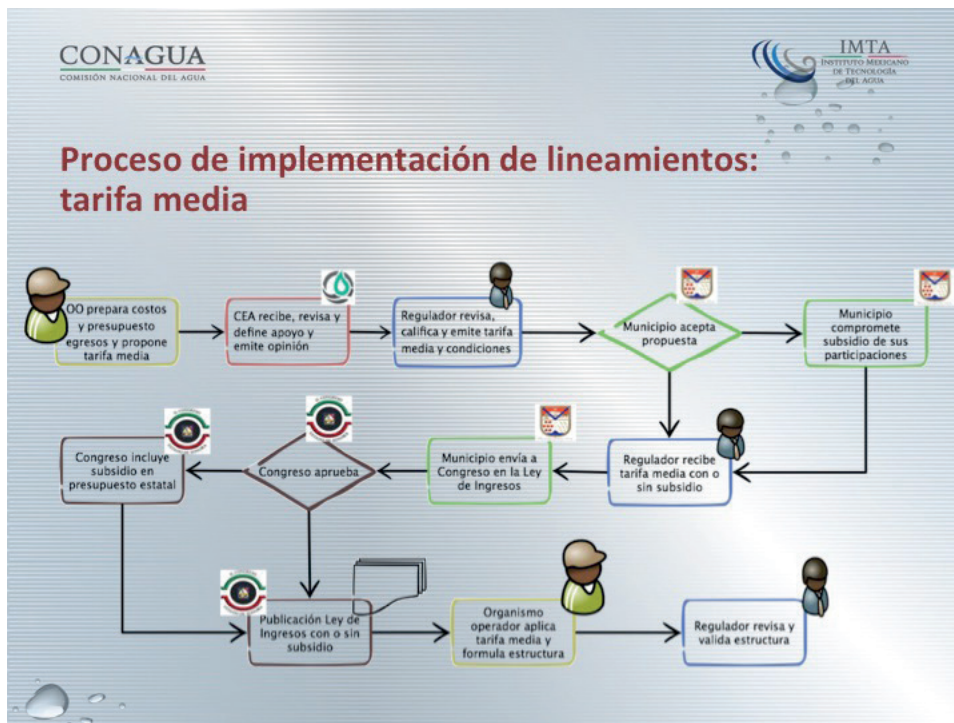 CONAGUA
COMISIÓN NACIONAL DEL AGUA
IMTA
INSTITUTO MEXICANO
DE TECNOLOGÍA
DEL AGUA
Proceso de implementación de lineamientos:
tarifa media
OO prepara costos
y presupuesto
egresos y propone
tarifa media
CEA recibe, revisa y
define apoyo y
emite opinión
Regulador revisa,
califica y emite tarifa
media y condiciones
Municipio acepta
propuesta
Municipio
compromete
subsidio de sus
participaciones
Congreso incluye
subsidio en
presupuesto estatal
Congreso aprueba
Municipio envía a
Congreso en la Ley
de Ingresos
Regulador recibe
tarifa media con o
sin subsidio
Publicación Ley de
Ingresos con o sin
subsidio
Organismo
operador aplica
tarifa media y
formula estructura
Regulador revisa y
valida estructura